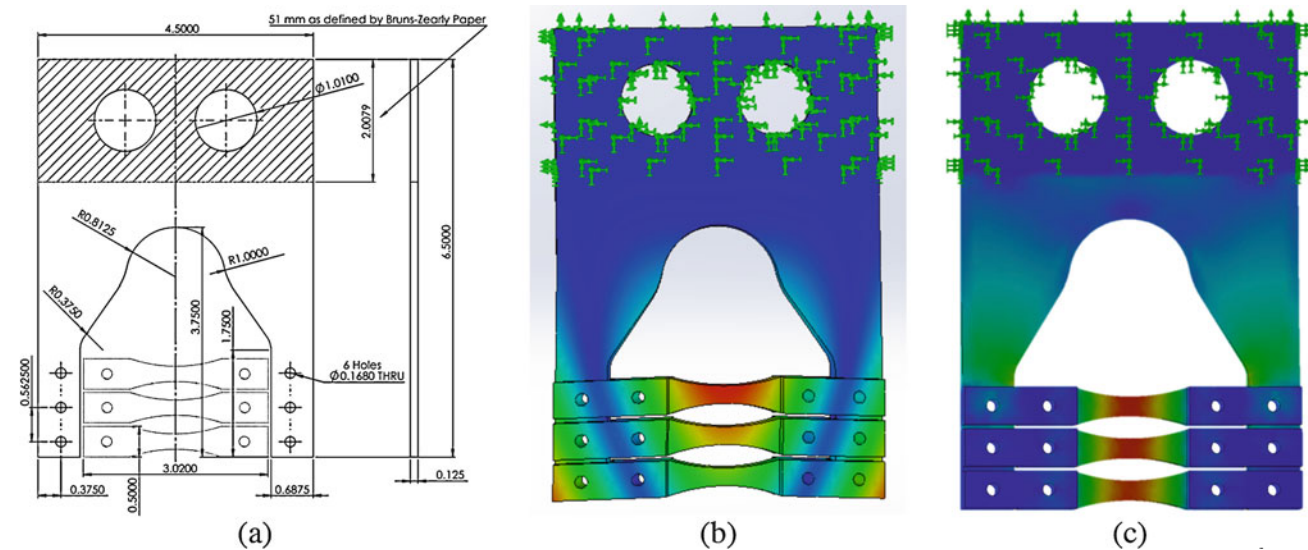 51 mm as defined by Bruns-Zearly Paper
4.5000
Ø1.0100
2.0079
R0.8125
R1.0000
6.5000
R0.3750
3.7500
1.7500
6 Holes
Ø0.1680 THRU
0.562500
3.0200
0.3750
0.5000
0.6875
0.125
(a)
(b)
(c)